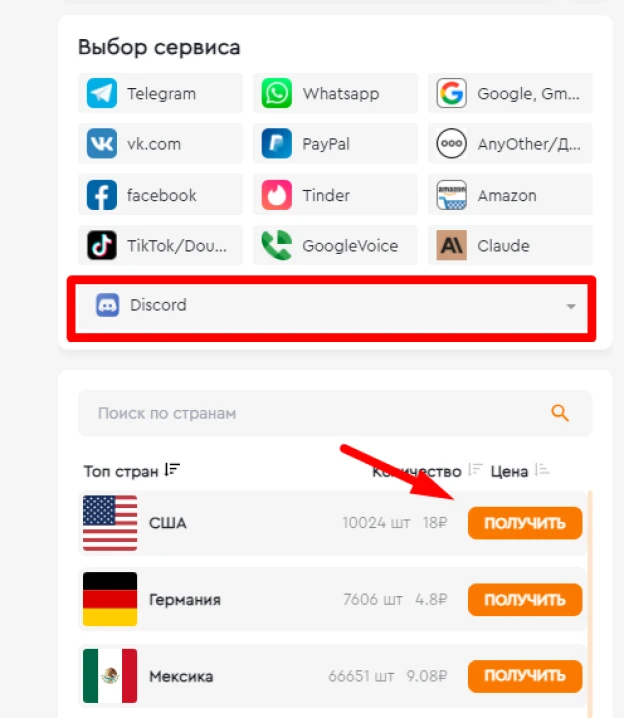 Выбор сервиса
Telegram Whatsapp Google, Gm...
vk.com PayPal AnyOther/Д...
facebook Tinder amazon Amazon
TikTok/Dou... GoogleVoice Claude
Discord
Поиск по странам
Топ стран Количество Цена
США 10024 шт 18₽ ПОЛУЧИТЬ
Германия 7606 шт 4.8₽ ПОЛУЧИТЬ
Мексика 66651 шт 9.08₽ ПОЛУЧИТЬ